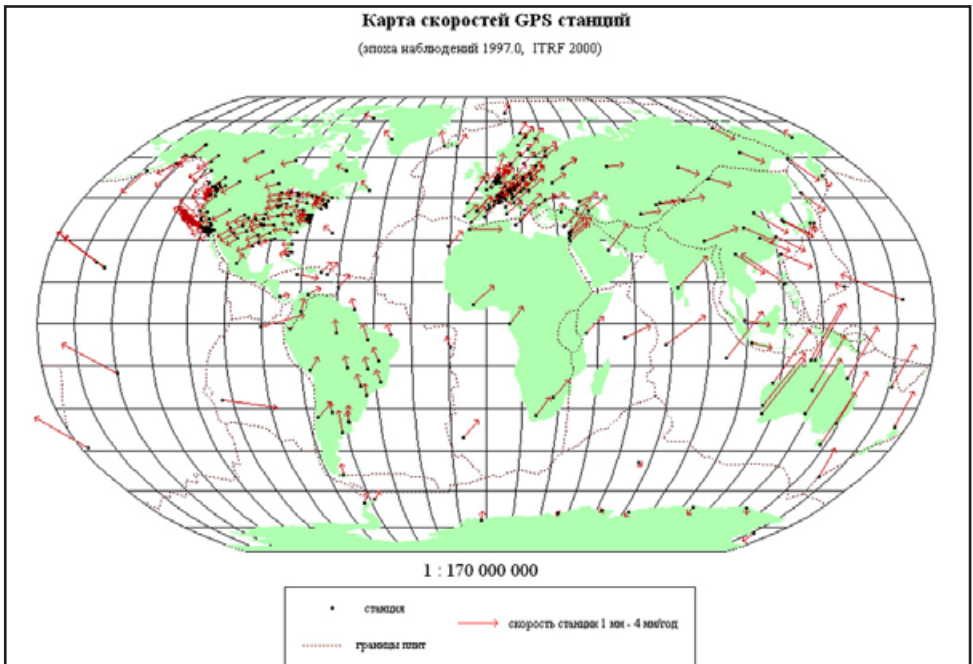 Карта скоростей GPS станций
(эпоха наблюдений 1997.0, ITRF 2000)
1 : 170 000 000
станция
скорость станции 1 мм - 4 мм/год
границы плит